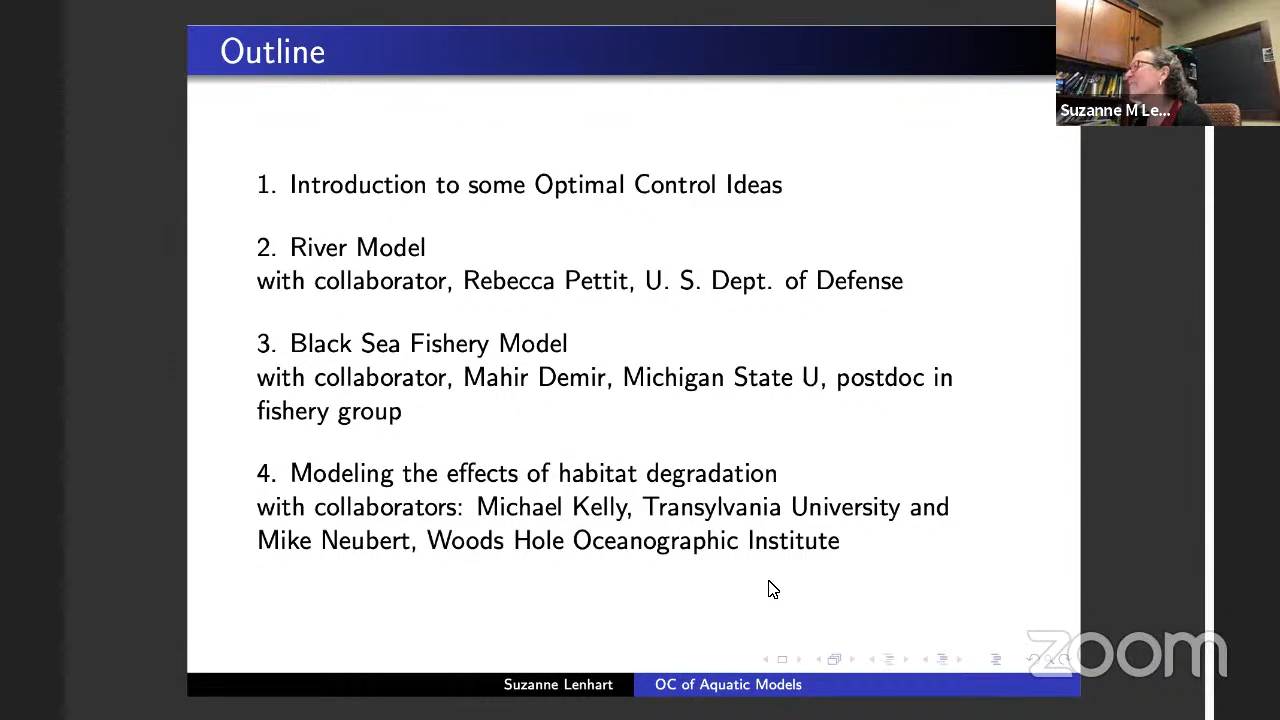 Outline
Suzanne M Le...
1. Introduction to some Optimal Control Ideas
2. River Model
with collaborator, Rebecca Pettit, U. S. Dept. of Defense
3. Black Sea Fishery Model
with collaborator, Mahir Demir, Michigan State U, postdoc in
fishery group
4. Modeling the effects of habitat degradation
with collaborators: Michael Kelly, Transylvania University and
Mike Neubert, Woods Hole Oceanographic Institute
zoom
Suzanne Lenhart
OC of Aquatic Models